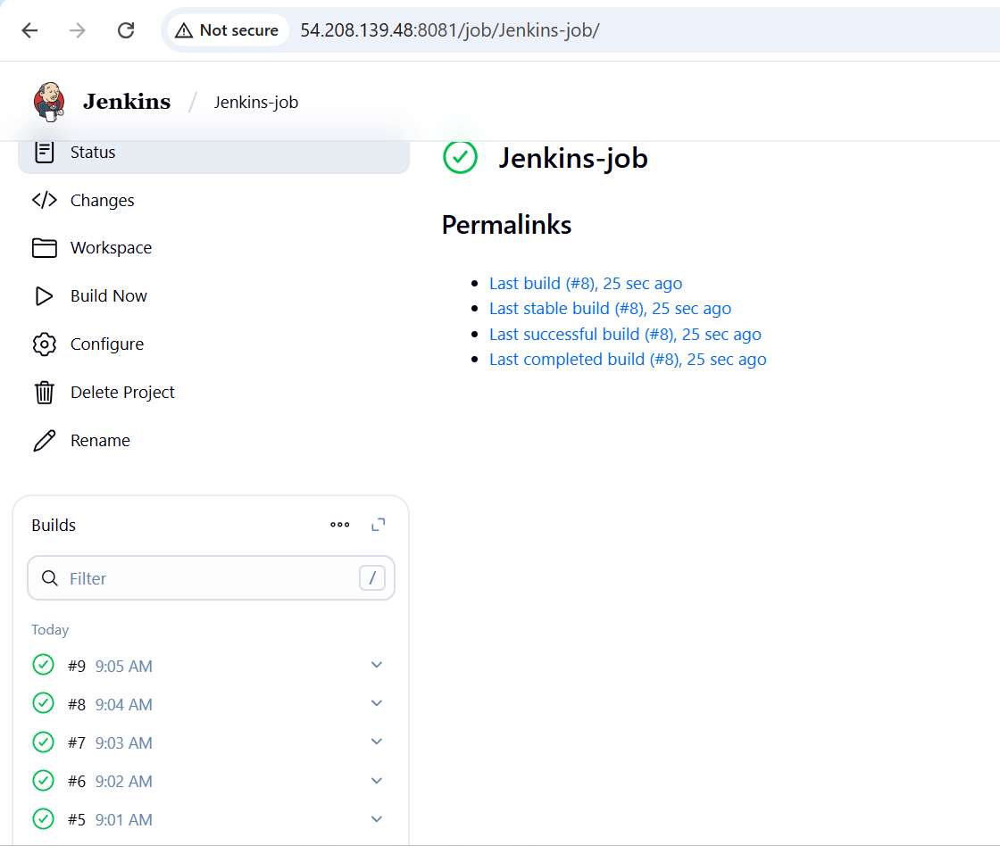 Not secure 54.208.139.48:8081/job/Jenkins-job/
Jenkins / Jenkins-job
Status
Changes
Workspace
Build Now
Configure
Delete Project
Rename
Jenkins-job
Permalinks
Last build (#8), 25 sec ago
Last stable build (#8), 25 sec ago
Last successful build (#8), 25 sec ago
Last completed build (#8), 25 sec ago
Builds
Filter /
Today
#9 9:05 AM
#8 9:04 AM
#7 9:03 AM
#6 9:02 AM
#5 9:01 AM